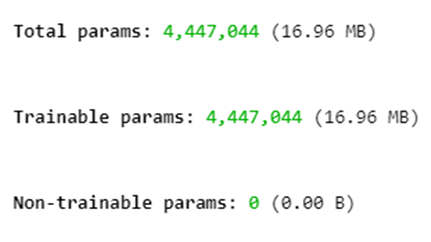 Total params: 4,447,044 (16.96 MB)
Trainable params: 4,447,044 (16.96 MB)
Non-trainable params: 0 (0.00 B)